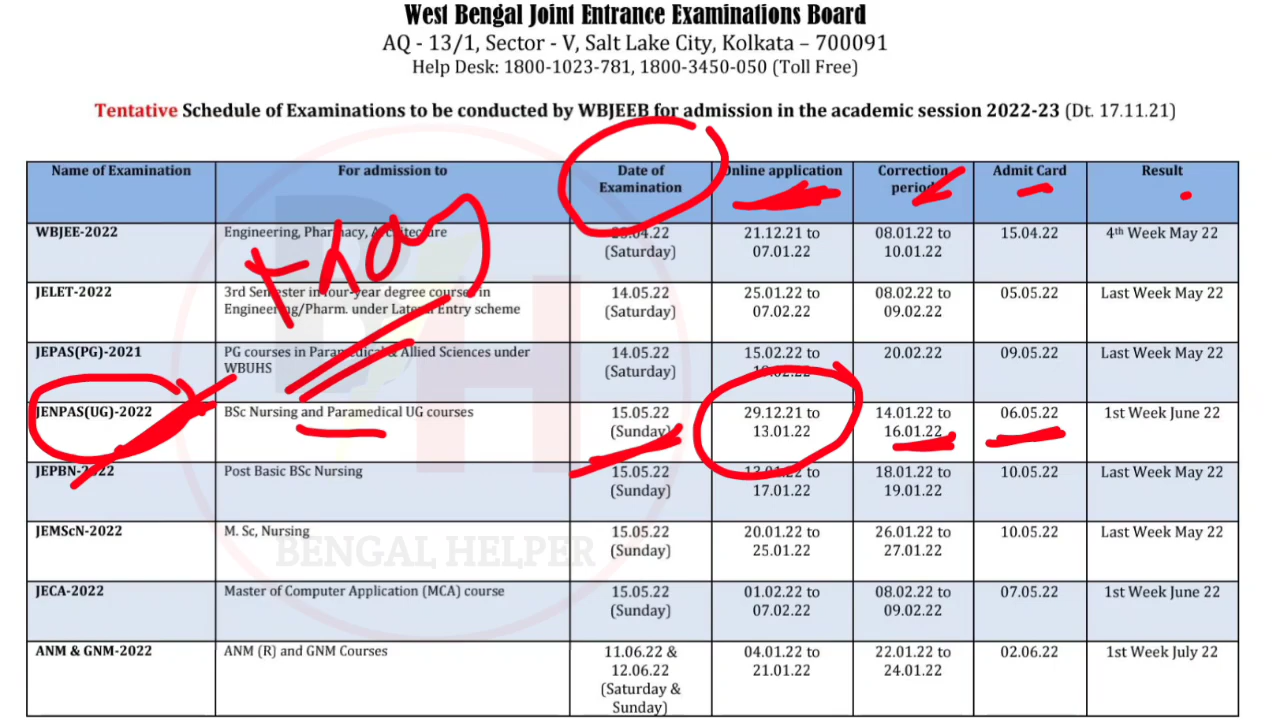 West Bengal Joint Entrance Examinations Board
AQ - 13/1, Sector - V, Salt Lake City, Kolkata – 700091
Help Desk: 1800-1023-781, 1800-3450-050 (Toll Free)
Tentative Schedule of Examinations to be conducted by WBJEEB for admission in the academic session 2022-23 (Dt. 17.11.21)
Name of Examination For admission to Date of Examination Online application Correction period Admit Card Result
WBJEE-2022 Engineering, Pharmacy, Architecture (Saturday) 21.12.21 to 07.01.22 08.01.22 to 10.01.22 15.04.22 4th Week May 22
JELET-2022 3rd Semester in four-year degree courses in Engineering/Pharm. under Lateral Entry scheme 14.05.22 (Saturday) 25.01.22 to 07.02.22 08.02.22 to 09.02.22 05.05.22 Last Week May 22
JEPAS(PG)-2021 PG courses in Paramedical & Allied Sciences under WBUHS 14.05.22 (Saturday) 15.02.22 to 20.02.22 09.05.22 Last Week May 22
JENPAS(UG)-2022 BSc Nursing and Paramedical UG courses 15.05.22 (Sunday) 29.12.21 to 13.01.22 14.01.22 to 16.01.22 06.05.22 1st Week June 22
JEPBN-2022 Post Basic BSc Nursing 15.05.22 (Sunday) to 17.01.22 18.01.22 to 19.01.22 10.05.22 Last Week May 22
JEMScN-2022 M. Sc, Nursing 15.05.22 (Sunday) 20.01.22 to 25.01.22 26.01.22 to 27.01.22 10.05.22 Last Week May 22
JECA-2022 Master of Computer Application (MCA) course 15.05.22 (Sunday) 01.02.22 to 07.02.22 08.02.22 to 09.02.22 07.05.22 1st Week June 22
ANM & GNM-2022 ANM (R) and GNM Courses 11.06.22 & 12.06.22 (Saturday & Sunday) 04.01.22 to 21.01.22 22.01.22 to 24.01.22 02.06.22 1st Week July 22
BENGAL HELPER